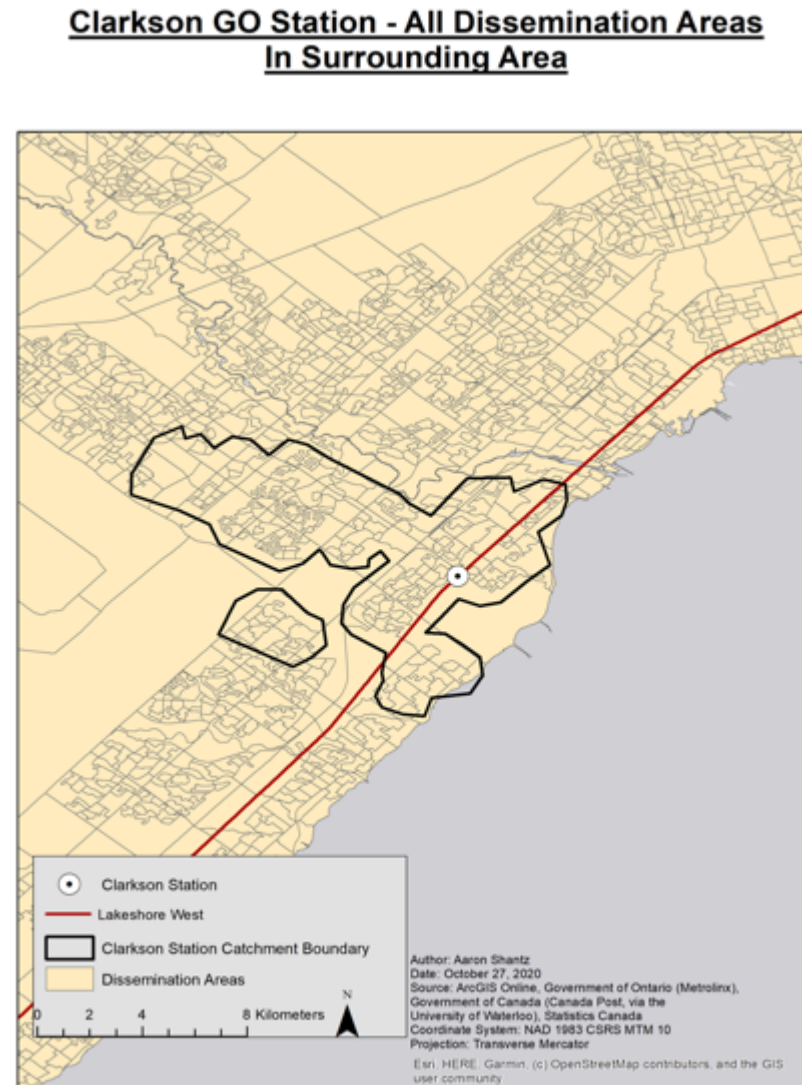 Clarkson GO Station - All Dissemination Areas
In Surrounding Area
Clarkson Station
Lakeshore West
Clarkson Station Catchment Boundary
Dissemination Areas
N
0 2 4 8 Kilometers
Author: Aaron Shantz
Date: October 27, 2020
Source: ArcGIS Online, Government of Ontario (Metrolinx),
Government of Canada (Canada Post, via the
University of Waterloo), Statistics Canada
Coordinate System: NAD 1983 CSRS MTM 10
Projection: Transverse Mercator
Esri, HERE, Garmin, (c) OpenStreetMap contributors, and the GIS
user community